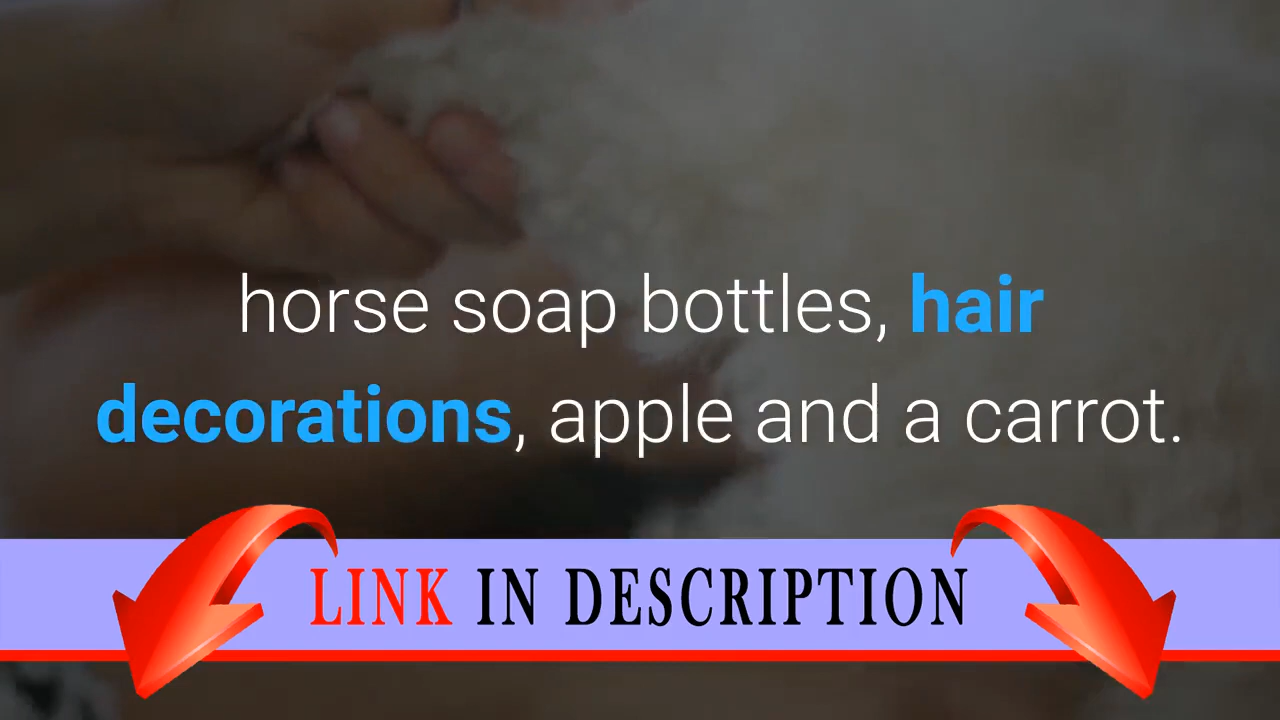 horse soap bottles, hair
decorations, apple and a carrot.
LINK IN DESCRIPTION